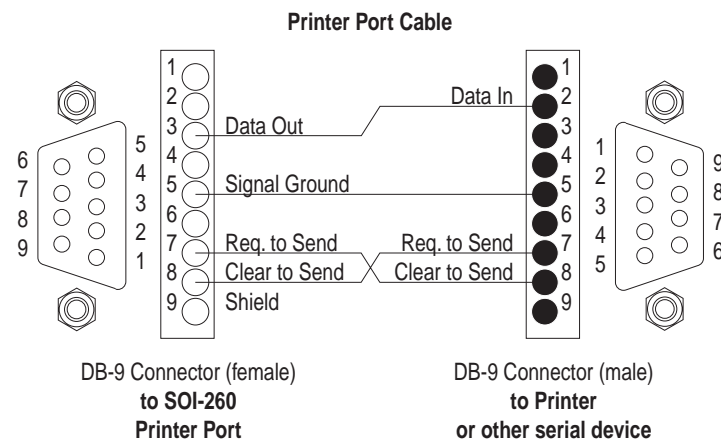 Printer Port Cable
1
2
3
4
5
6
7
8
9
Data Out
Signal Ground
Req. to Send
Clear to Send
Shield
Data In
Req. to Send
Clear to Send
1
2
3
4
5
6
7
8
9
6
7
8
9
5
4
3
2
1
1
2
3
4
5
9
8
7
6
DB-9 Connector (female)
to SOI-260
Printer Port
DB-9 Connector (male)
to Printer
or other serial device